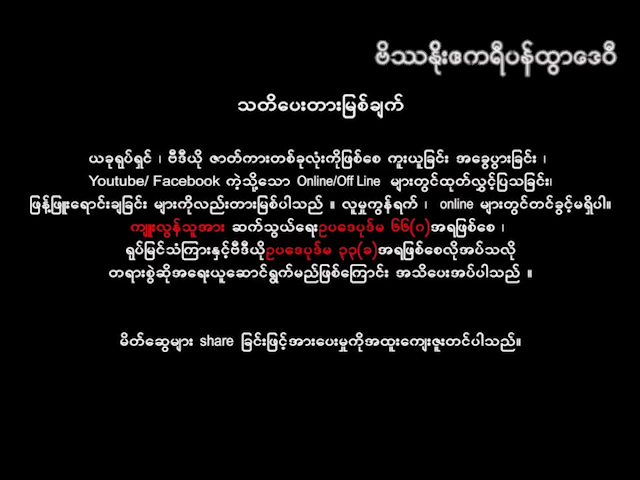 ဗိဿနိုးဧကရီပန်ထွာဒေဝီ
သတိပေးတားမြစ်ချက်
ယခုရုပ်ရှင် ၊ ဗီဒီယို ဇာတ်ကားတစ်ခုလုံးကိုဖြစ်စေ ကူးယူခြင်း အခွေပွားခြင်း ၊
Youtube/ Facebook ကဲ့သို့သော Online/Off Line များတွင်ထုတ်လွှင့်ပြသခြင်း၊
ဖြန့်ဖြူးရောင်းချခြင်း များကိုလည်းတားမြစ်ပါသည် ။ လူမှုကွန်ရက် ၊ online များတွင်တင်ခွင့်မရှိပါ။
ကျူးလွန်သူအား ဆက်သွယ်ရေးဥပဒေပုဒ်မ ၆၆(ဂ)အရဖြစ်စေ ၊
ရုပ်မြင်သံကြားနှင့်ဗီဒီယိုဥပဒေပုဒ်မ ၃၃(ခ)အရဖြစ်စေလိုအပ်သလို
တရားစွဲဆိုအရေးယူဆောင်ရွက်မည်ဖြစ်ကြောင်း အသိပေးအပ်ပါသည် ။
မိတ်ဆွေများ share ခြင်းဖြင့်အားပေးမှုကိုအထူးကျေးဇူးတင်ပါသည်။